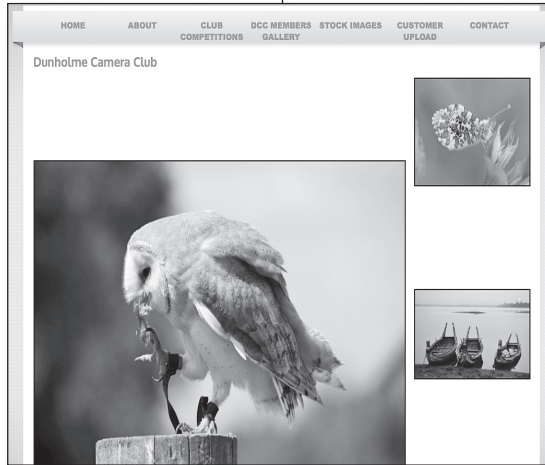 HOME ABOUT CLUB COMPETITIONS DCC MEMBERS GALLERY STOCK IMAGES CUSTOMER UPLOAD CONTACT
Dunholme Camera Club